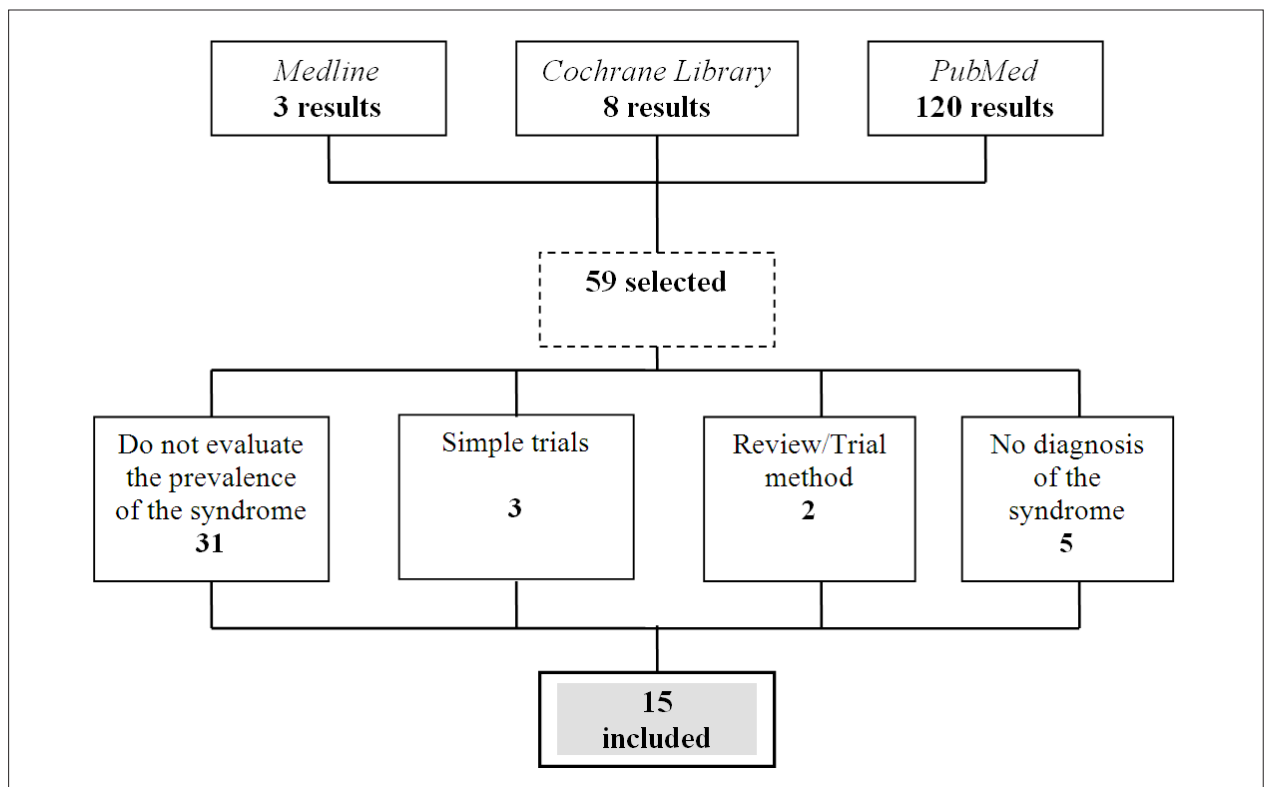 Medline
3 results
Cochrane Library
8 results
PubMed
120 results
59 selected
Do not evaluate
the prevalence
of the syndrome
31
Simple trials
3
Review/Trial
method
2
No diagnosis
of the
syndrome
5
15
included